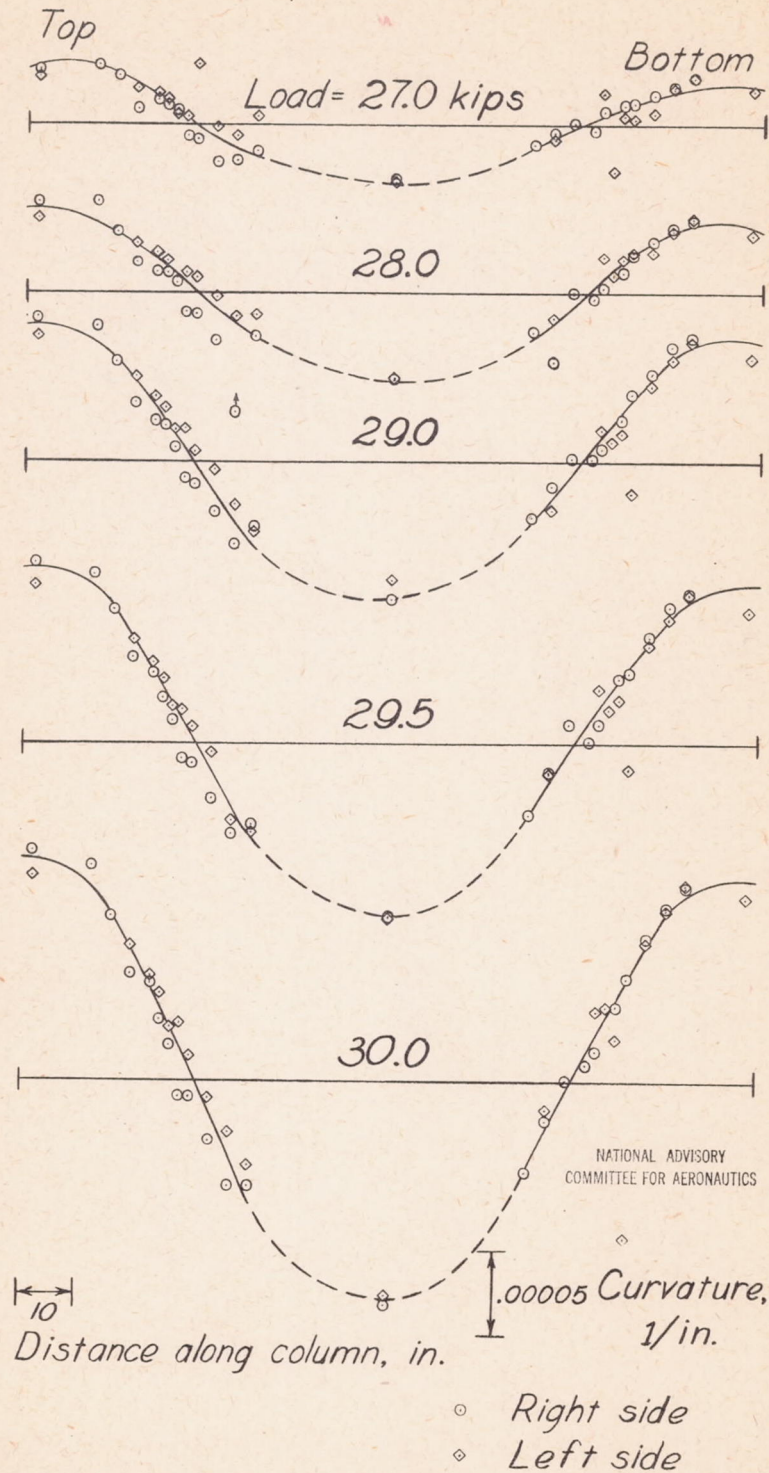 Top
Bottom
Load= 27.0 kips
28.0
29.0
29.5
30.0
NATIONAL ADVISORY
COMMITTEE FOR AERONAUTICS
10
Distance along column, in.
.00005 Curvature,
1/in.
Right side
Left side